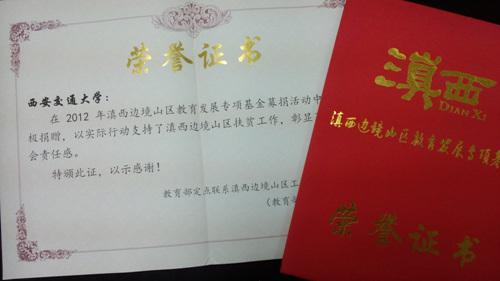 荣誉证书
西安交通大学：
在 2012 年滇西边境山区教育发展专项基金募捐活动中
极捐赠，以实际行动支持了滇西边境山区扶贫工作，彰显
会责任感。
特颁此证，以示感谢！
教育部定点联系滇西边境山区工
（教育
滇西
DIAN XI
滇西边境山区教育发展专项基
荣誉证书